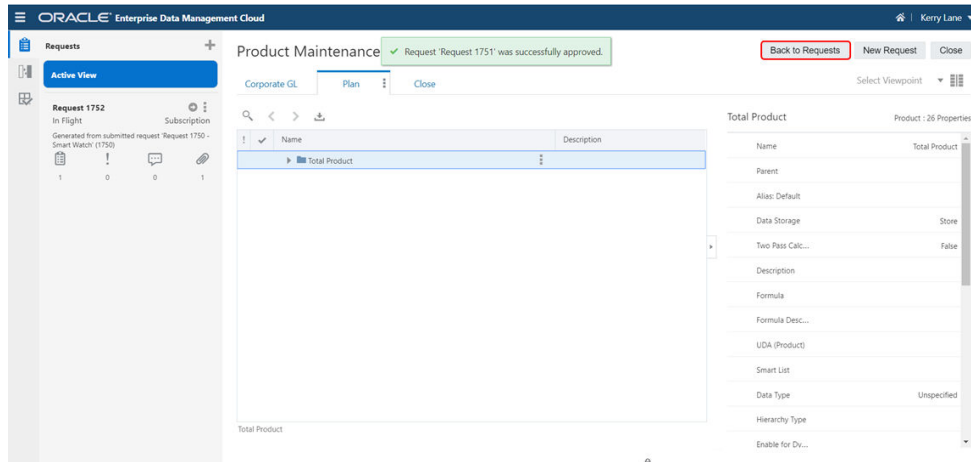 ORACLE Enterprise Data Management Cloud
Kerry Lane
Requests
Active View
Request 1752
In Flight Subscription
Generated from submitted request 'Request 1750 -
Smart Watch' (1750)
1 0 0 1
Product Maintenance
✓ Request 'Request 1751' was successfully approved.
Back to Requests New Request Close
Corporate GL Plan Close
Select Viewpoint
! ✓ Name Description
Total Product
Total Product
Total Product Product : 26 Properties
Name Total Product
Parent
Alias: Default
Data Storage Store
Two Pass Calc... False
Description
Formula
Formula Desc...
UDA (Product)
Smart List
Data Type Unspecified
Hierarchy Type
Enable for Dy...